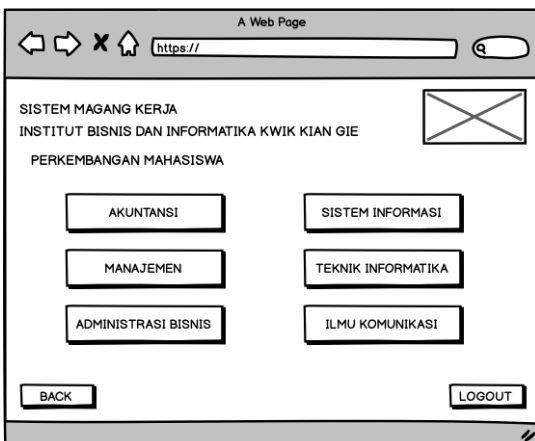 A Web Page
https://
SISTEM MAGANG KERJA
INSTITUT BISNIS DAN INFORMATIKA KWIK KIAN GIE
PERKEMBANGAN MAHASISWA
AKUNTANSI
SISTEM INFORMASI
MANAJEMEN
TEKNIK INFORMATIKA
ADMINISTRASI BISNIS
ILMU KOMUNIKASI
BACK
LOGOUT